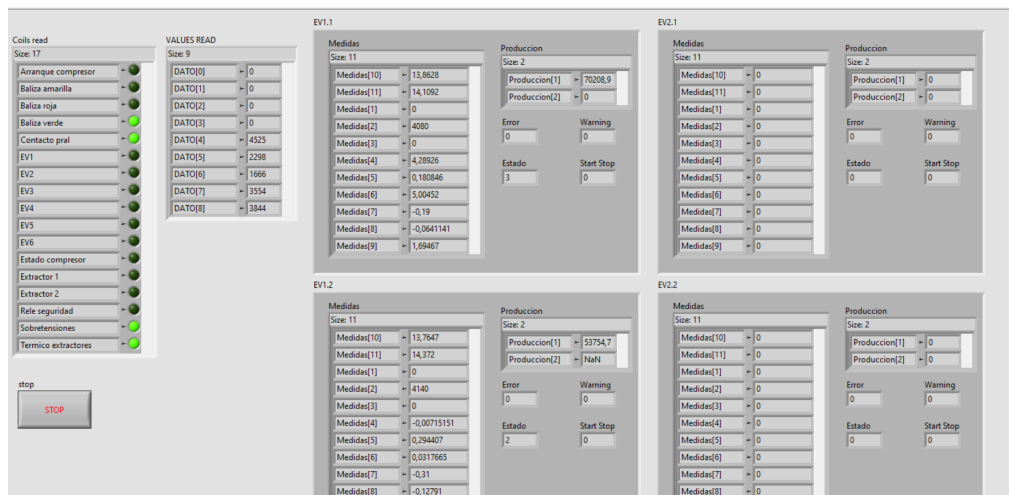 Coils read
Size: 17
Arranque compresor
Baliza amarilla
Baliza roja
Baliza verde
Contacto pral
EV1
EV2
EV3
EV4
EV5
EV6
Estado compresor
Extractor 1
Extractor 2
Rele seguridad
Sobretensiones
Termico extractores
stop
STOP
VALUES READ
Size: 9
DATO[0] 0
DATO[1] 0
DATO[2] 0
DATO[3] 0
DATO[4] 4525
DATO[5] 2298
DATO[6] 1666
DATO[7] 3554
DATO[8] 3844
EV1.1
Medidas
Size: 11
Medidas[10] 13,8628
Medidas[11] 14,1092
Medidas[1] 0
Medidas[2] 4080
Medidas[3] 0
Medidas[4] 4,28926
Medidas[5] 0,180846
Medidas[6] 5,00452
Medidas[7] -0,19
Medidas[8] -0,0641141
Medidas[9] 1,69467
Produccion
Size: 2
Produccion[1] 70208,9
Produccion[2] 0
Error Warning
0 0
Estado Start Stop
3 0
EV2.1
Medidas
Size: 11
Medidas[10] 0
Medidas[11] 0
Medidas[1] 0
Medidas[2] 0
Medidas[3] 0
Medidas[4] 0
Medidas[5] 0
Medidas[6] 0
Medidas[7] 0
Medidas[8] 0
Medidas[9] 0
Produccion
Size: 2
Produccion[1] 0
Produccion[2] 0
Error Warning
0 0
Estado Start Stop
0 0
EV1.2
Medidas
Size: 11
Medidas[10] 13,7647
Medidas[11] 14,372
Medidas[1] 0
Medidas[2] 4140
Medidas[3] 0
Medidas[4] -0,00715151
Medidas[5] 0,294407
Medidas[6] 0,0317665
Medidas[7] -0,31
Medidas[8] -0,12791
Produccion
Size: 2
Produccion[1] 53754,7
Produccion[2] NaN
Error Warning
0 0
Estado Start Stop
2 0
EV2.2
Medidas
Size: 11
Medidas[10] 0
Medidas[11] 0
Medidas[1] 0
Medidas[2] 0
Medidas[3] 0
Medidas[4] 0
Medidas[5] 0
Medidas[6] 0
Medidas[7] 0
Medidas[8] 0
Produccion
Size: 2
Produccion[1] 0
Produccion[2] 0
Error Warning
0 0
Estado Start Stop
0 0